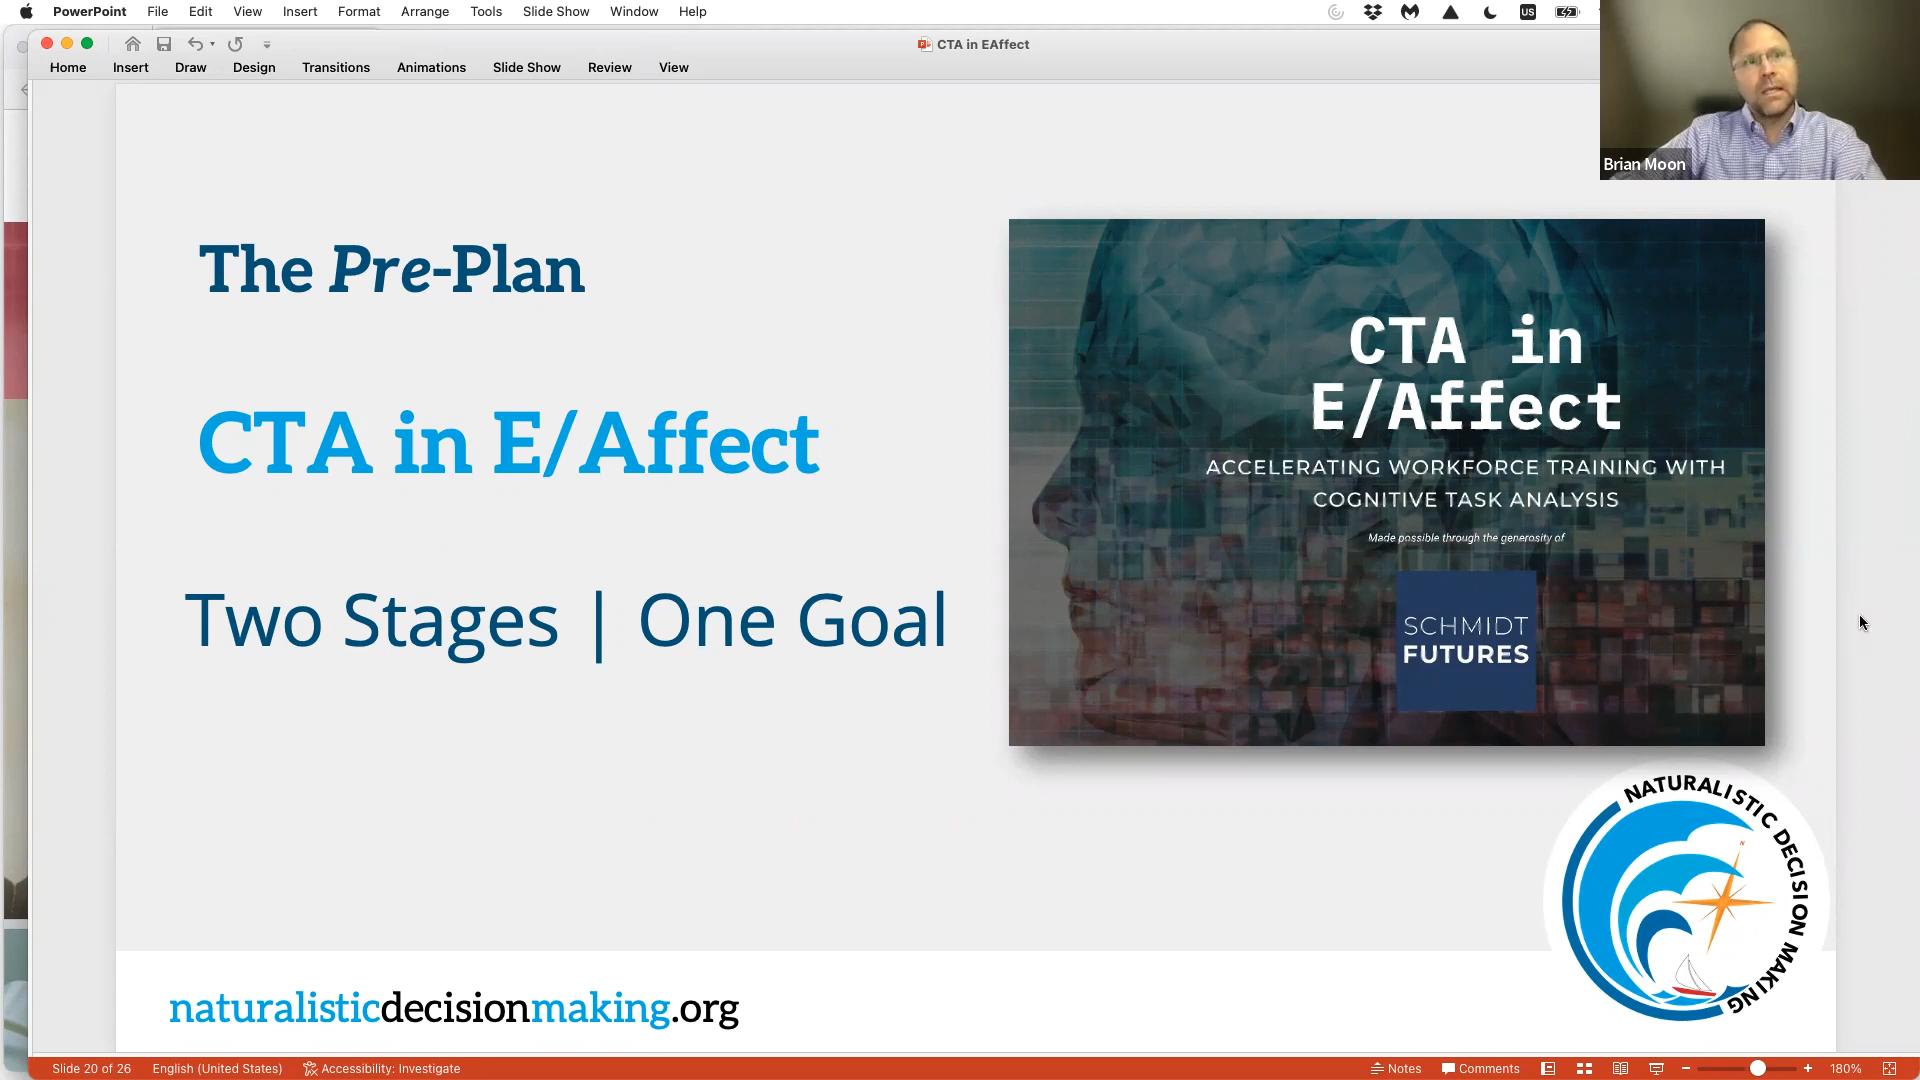 PowerPoint File Edit View Insert Format Arrange Tools Slide Show Window Help US
CTA in EAffect
Home Insert Draw Design Transitions Animations Slide Show Review View
Brian Moon
The Pre-Plan
CTA in E/Affect
Two Stages | One Goal
CTA in
E/Affect
ACCELERATING WORKFORCE TRAINING WITH
COGNITIVE TASK ANALYSIS
Made possible through the generosity of
SCHMIDT
FUTURES
NATURALISTIC DECISION MAKING
N
naturalisticdecisionmaking.org
Slide 20 of 26 English (United States) Accessibility: Investigate Notes Comments 180%